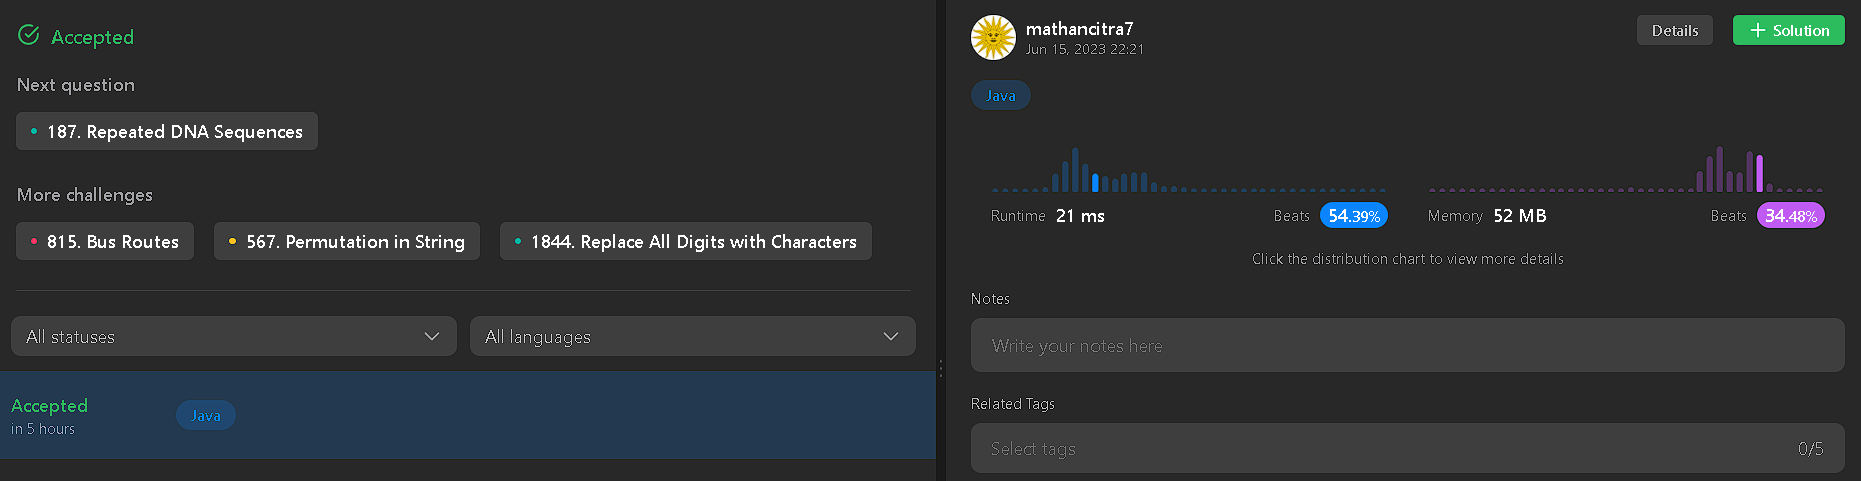 Accepted
Next question
187. Repeated DNA Sequences
More challenges
815. Bus Routes
567. Permutation in String
1844. Replace All Digits with Characters
All statuses
All languages
Accepted
in 5 hours
Java
mathancitra7
Jun 15, 2023 22:21
Details
+ Solution
Java
Runtime 21 ms
Beats 54.39%
Memory 52 MB
Beats 34.48%
Click the distribution chart to view more details
Notes
Write your notes here
Related Tags
Select tags
0/5